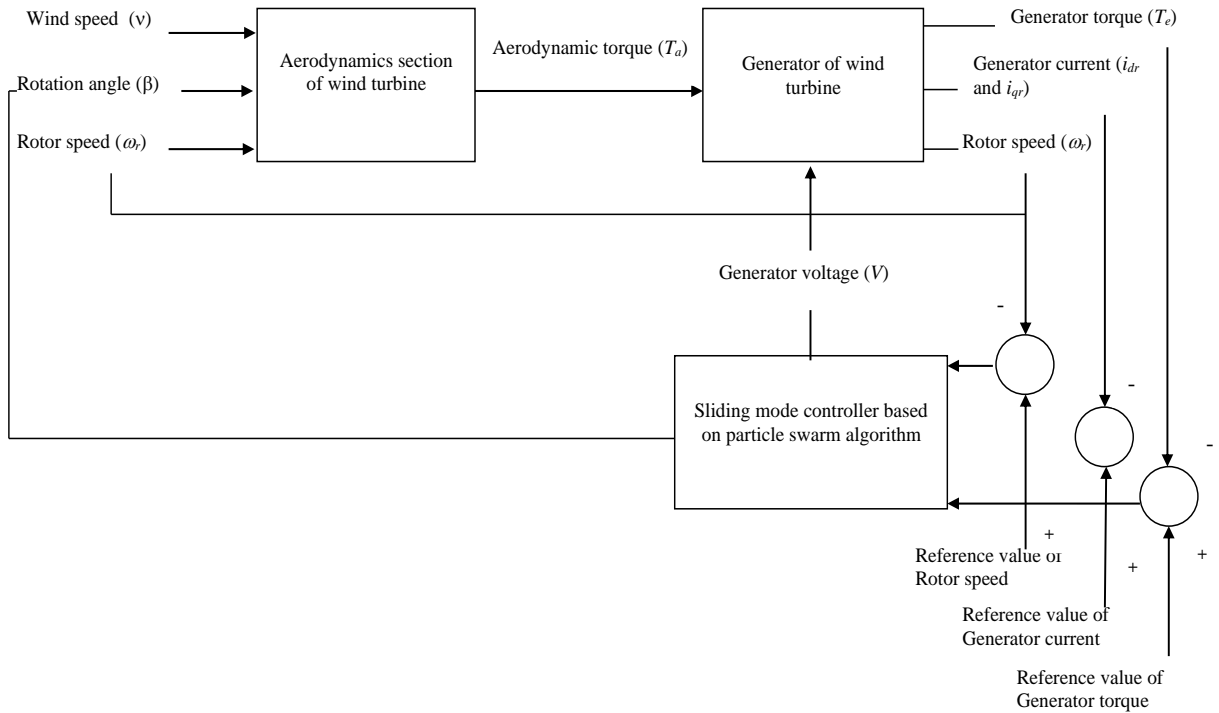 Wind speed (ν)
Rotation angle (β)
Rotor speed (ωr)
Aerodynamics section
of wind turbine
Aerodynamic torque (Ta)
Generator of wind
turbine
Generator torque (Te)
Generator current (idr
and iqr)
Rotor speed (ωr)
Generator voltage (V)
-
Sliding mode controller based
on particle swarm algorithm
-
-
+
+
+
Reference value of
Rotor speed
Reference value of
Generator current
Reference value of
Generator torque